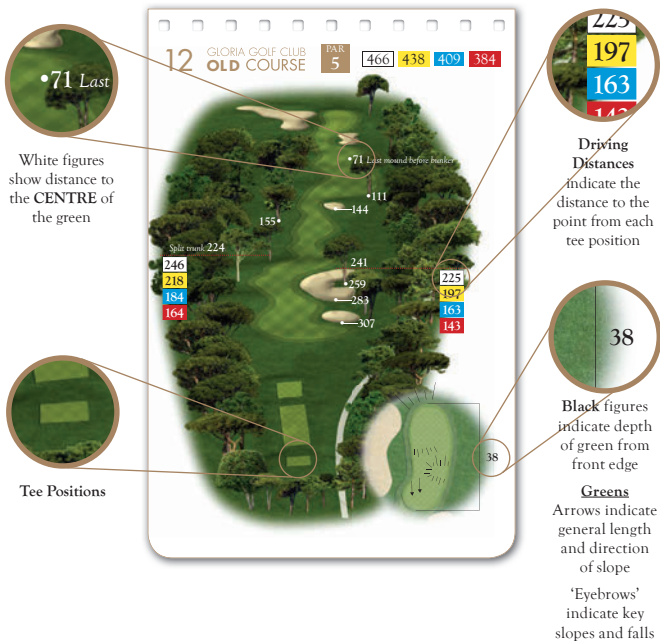 12
GLORIA GOLF CLUB
OLD COURSE
PAR
5
466 438 409 384
•71 Last
White figures
show distance to
the CENTRE of
the green
•71 Last mound before bunker
111
144
155
Split trunk 224
246
218
184
164
241
259
283
307
225
197
163
143
38
Tee Positions
223
197
163
143
Driving
Distances
indicate the
distance to the
point from each
tee position
38
Black figures
indicate depth
of green from
front edge
Greens
Arrows indicate
general length
and direction
of slope
‘Eyebrows’
indicate key
slopes and falls